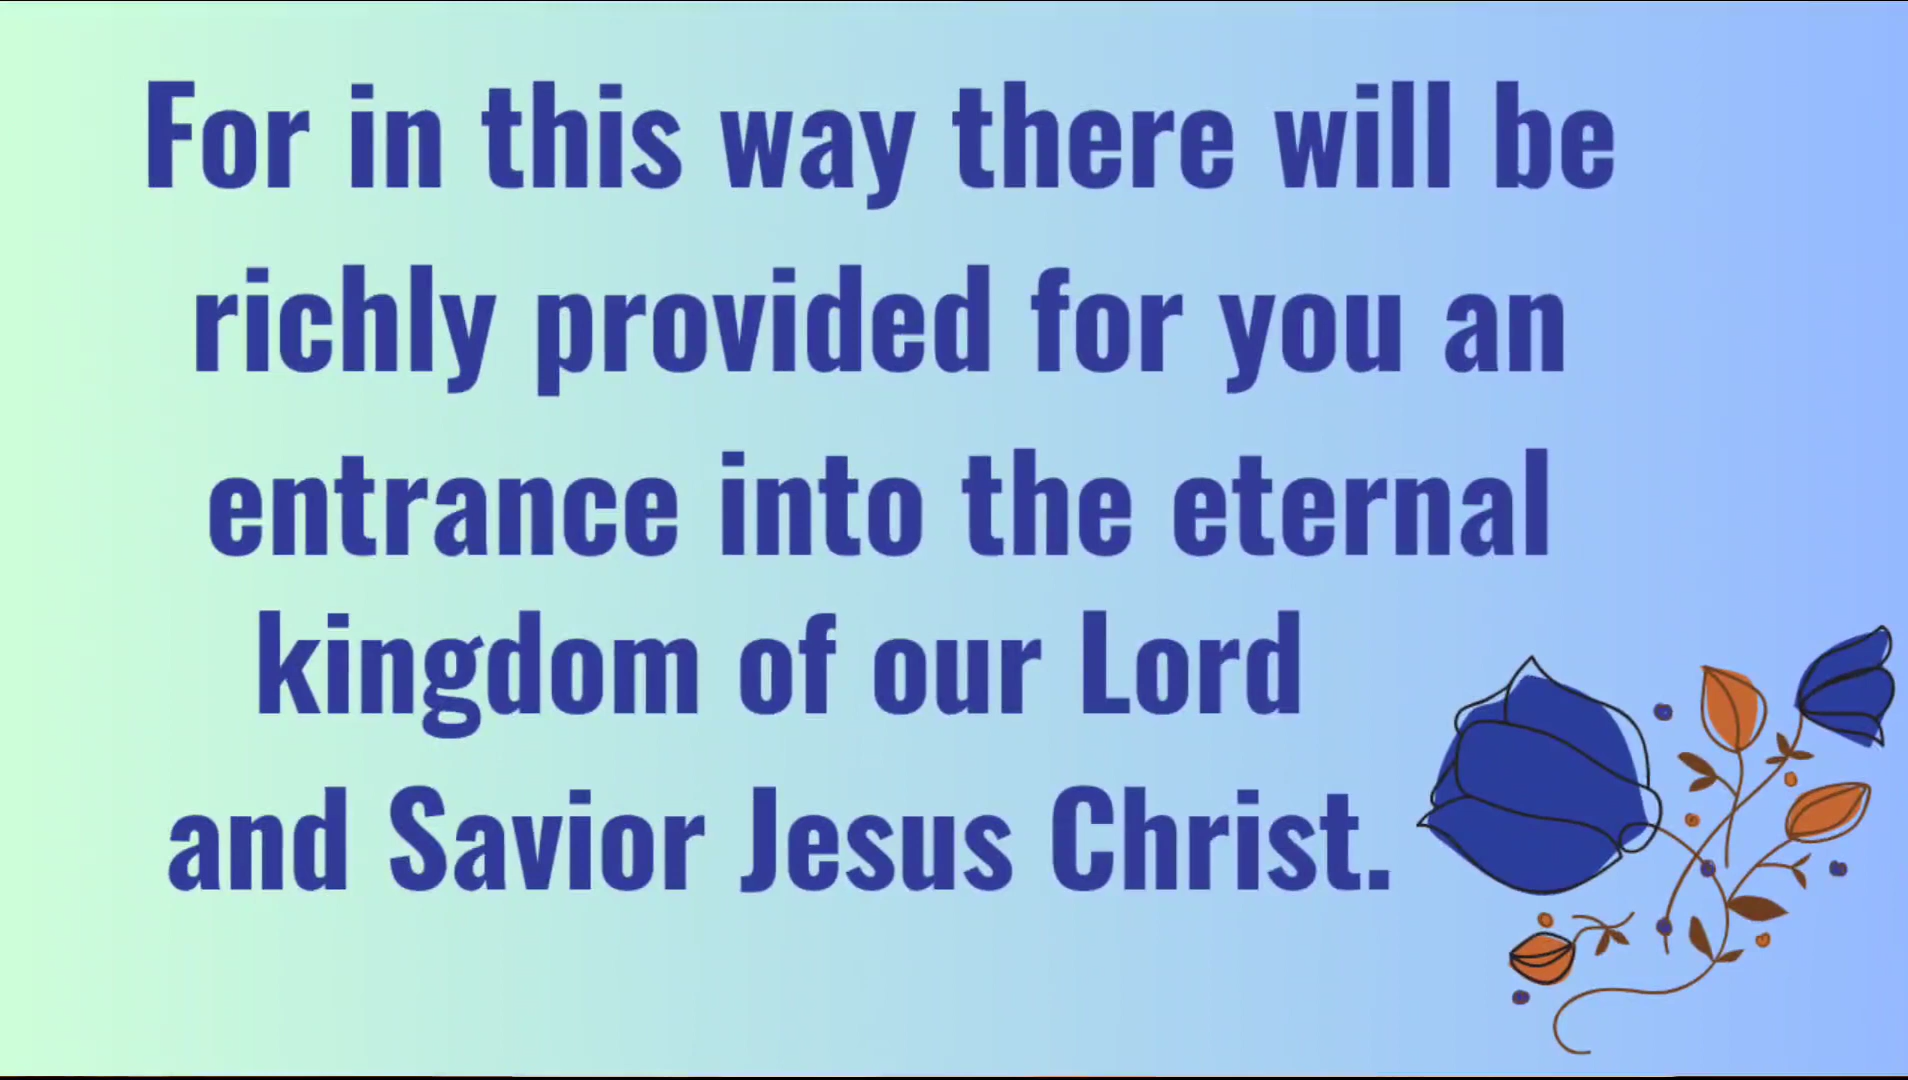 For in this way there will be
richly provided for you an
entrance into the eternal
kingdom of our Lord
and Savior Jesus Christ.